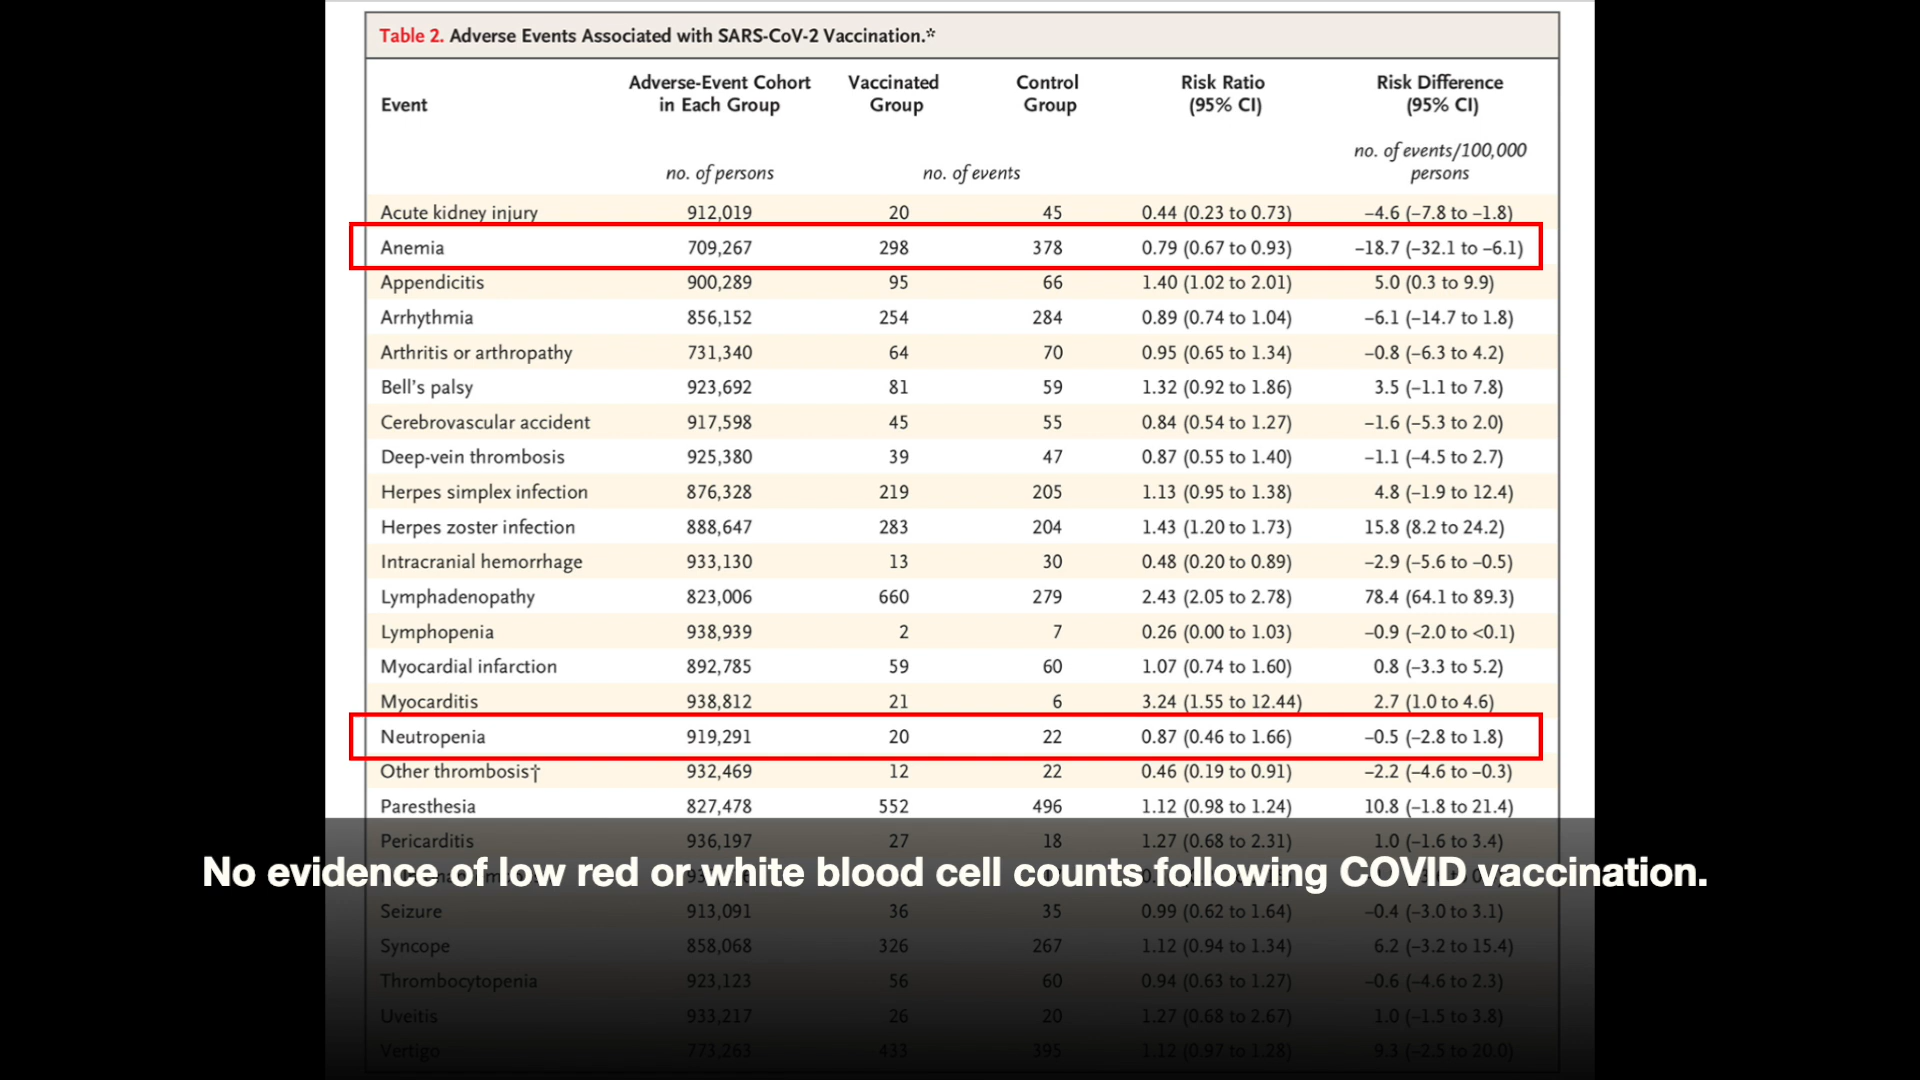 Table 2. Adverse Events Associated with SARS-CoV-2 Vaccination.*
Event Adverse-Event Cohort in Each Group Vaccinated Group Control Group Risk Ratio (95% CI) Risk Difference (95% CI)
no. of persons no. of events no. of events/100,000 persons
Acute kidney injury 912,019 20 45 0.44 (0.23 to 0.73) –4.6 (–7.8 to –1.8)
Anemia 709,267 298 378 0.79 (0.67 to 0.93) –18.7 (–32.1 to –6.1)
Appendicitis 900,289 95 66 1.40 (1.02 to 2.01) 5.0 (0.3 to 9.9)
Arrhythmia 856,152 254 284 0.89 (0.74 to 1.04) –6.1 (–14.7 to 1.8)
Arthritis or arthropathy 731,340 64 70 0.95 (0.65 to 1.34) –0.8 (–6.3 to 4.2)
Bell’s palsy 923,692 81 59 1.32 (0.92 to 1.86) 3.5 (–1.1 to 7.8)
Cerebrovascular accident 917,598 45 55 0.84 (0.54 to 1.27) –1.6 (–5.3 to 2.0)
Deep-vein thrombosis 925,380 39 47 0.87 (0.55 to 1.40) –1.1 (–4.5 to 2.7)
Herpes simplex infection 876,328 219 205 1.13 (0.95 to 1.38) 4.8 (–1.9 to 12.4)
Herpes zoster infection 888,647 283 204 1.43 (1.20 to 1.73) 15.8 (8.2 to 24.2)
Intracranial hemorrhage 933,130 13 30 0.48 (0.20 to 0.89) –2.9 (–5.6 to –0.5)
Lymphadenopathy 823,006 660 279 2.43 (2.05 to 2.78) 78.4 (64.1 to 89.3)
Lymphopenia 938,939 2 7 0.26 (0.00 to 1.03) –0.9 (–2.0 to <0.1)
Myocardial infarction 892,785 59 60 1.07 (0.74 to 1.60) 0.8 (–3.3 to 5.2)
Myocarditis 938,812 21 6 3.24 (1.55 to 12.44) 2.7 (1.0 to 4.6)
Neutropenia 919,291 20 22 0.87 (0.46 to 1.66) –0.5 (–2.8 to 1.8)
Other thrombosis† 932,469 12 22 0.46 (0.19 to 0.91) –2.2 (–4.6 to –0.3)
Paresthesia 827,478 552 496 1.12 (0.98 to 1.24) 10.8 (–1.8 to 21.4)
Pericarditis 936,197 27 18 1.27 (0.68 to 2.31) 1.0 (–1.6 to 3.4)
No evidence of low red or white blood cell counts following COVID vaccination.
Seizure 913,091 36 35 0.99 (0.62 to 1.64) –0.4 (–3.0 to 3.1)
Syncope 858,068 326 267 1.12 (0.94 to 1.34) 6.2 (–3.2 to 15.4)
Thrombocytopenia 923,123 56 60 0.94 (0.63 to 1.27) –0.6 (–4.6 to 2.3)
Uveitis 933,217 26 20 1.27 (0.68 to 2.67) 1.0 (–1.5 to 3.8)
Vertigo 773,263 433 395 1.12 (0.97 to 1.28) 9.3 (–2.5 to 20.0)